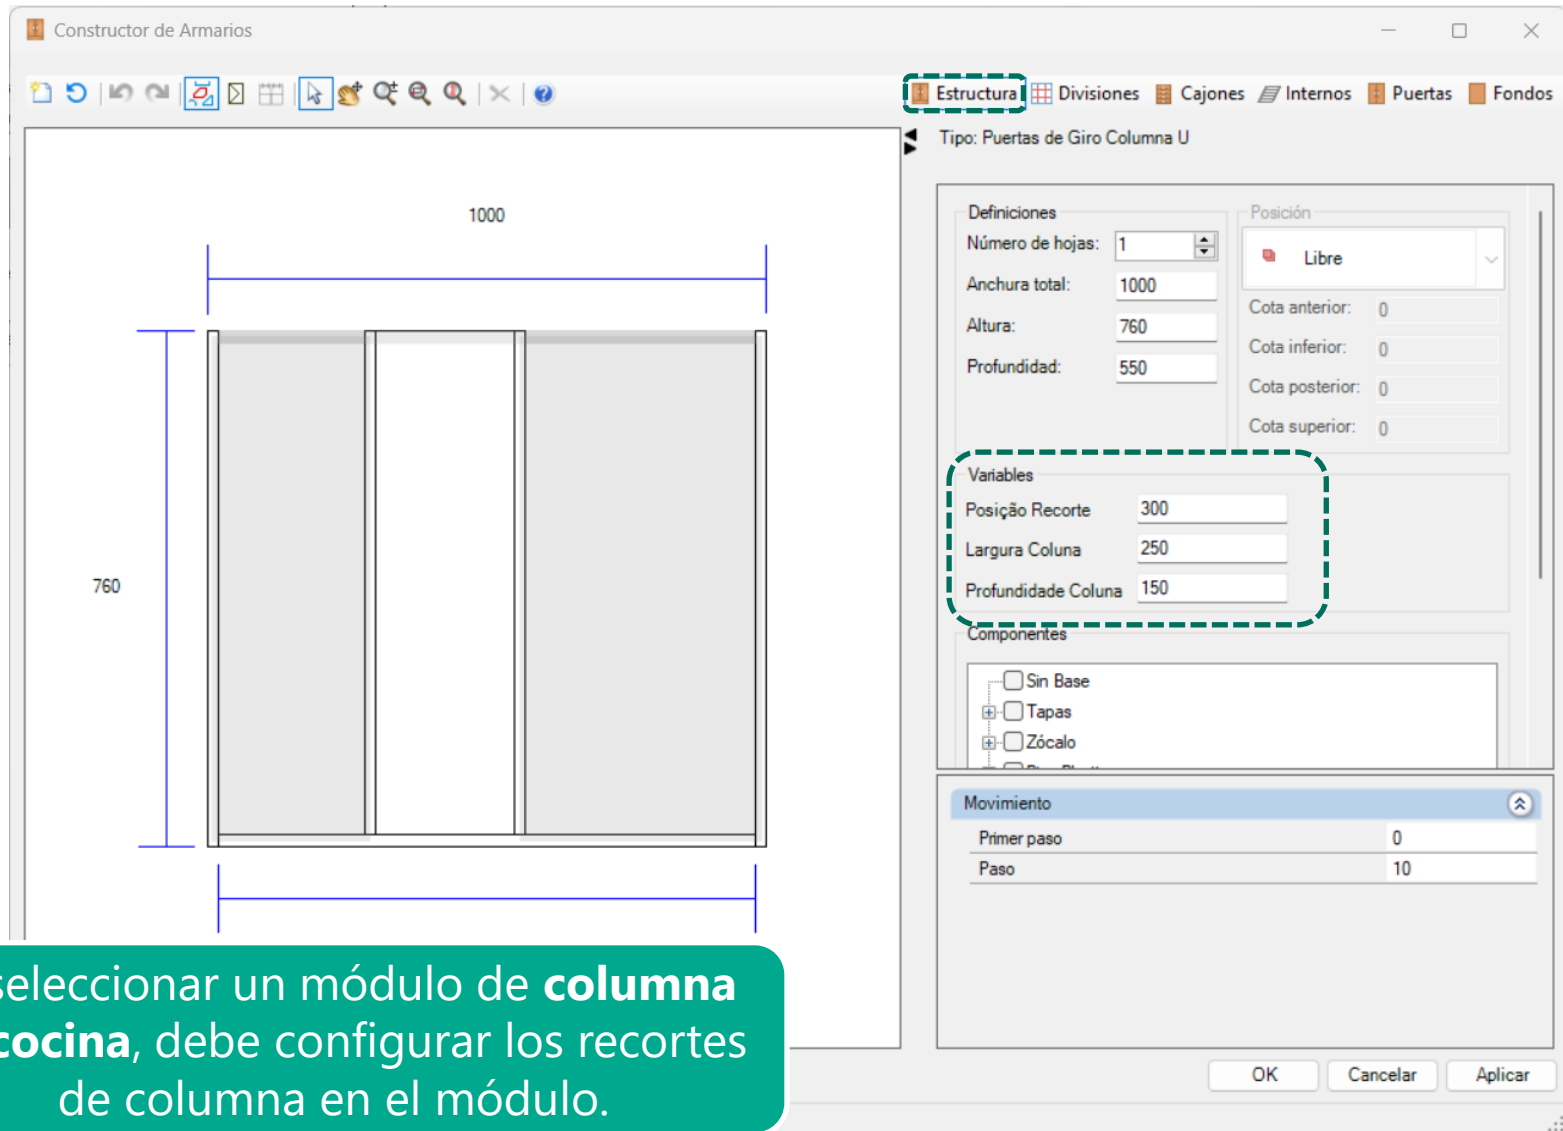 Constructor de Armarios
Estructura Divisiones Cajones Internos Puertas Fondos
Tipo: Puertas de Giro Columna U
1000
760
Definiciones
Número de hojas: 1
Anchura total: 1000
Altura: 760
Profundidad: 550
Posición
Libre
Cota anterior: 0
Cota inferior: 0
Cota posterior: 0
Cota superior: 0
Variables
Posição Recorte 300
Largura Coluna 250
Profundidade Coluna 150
Componentes
Sin Base
Tapas
Zócalo
Movimiento
Primer paso 0
Paso 10
seleccionar un módulo de columna
cocina, debe configurar los recortes
de columna en el módulo.
OK Cancelar Aplicar